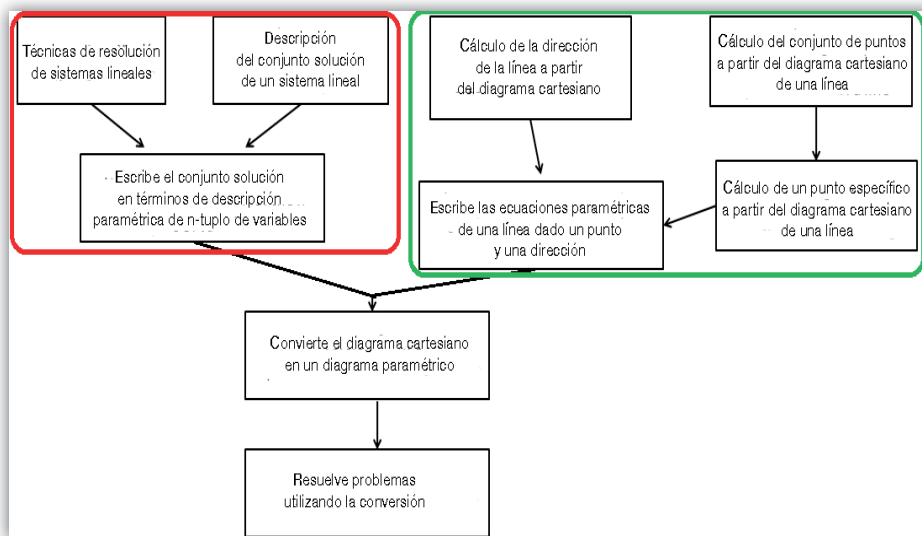 Técnicas de resolución
de sistemas lineales
Descripción
del conjunto solución
de un sistema lineal
Cálculo de la dirección
de la línea a partir
del diagrama cartesiano
Cálculo del conjunto de puntos
a partir del diagrama cartesiano
de una línea
Escribe el conjunto solución
en términos de descripción
paramétrica de n-tuplo de variables
Escribe las ecuaciones paramétricas
de una línea dado un punto
y una dirección
Cálculo de un punto específico
a partir del diagrama cartesiano
de una línea
Convierte el diagrama cartesiano
en un diagrama paramétrico
Resuelve problemas
utilizando la conversión